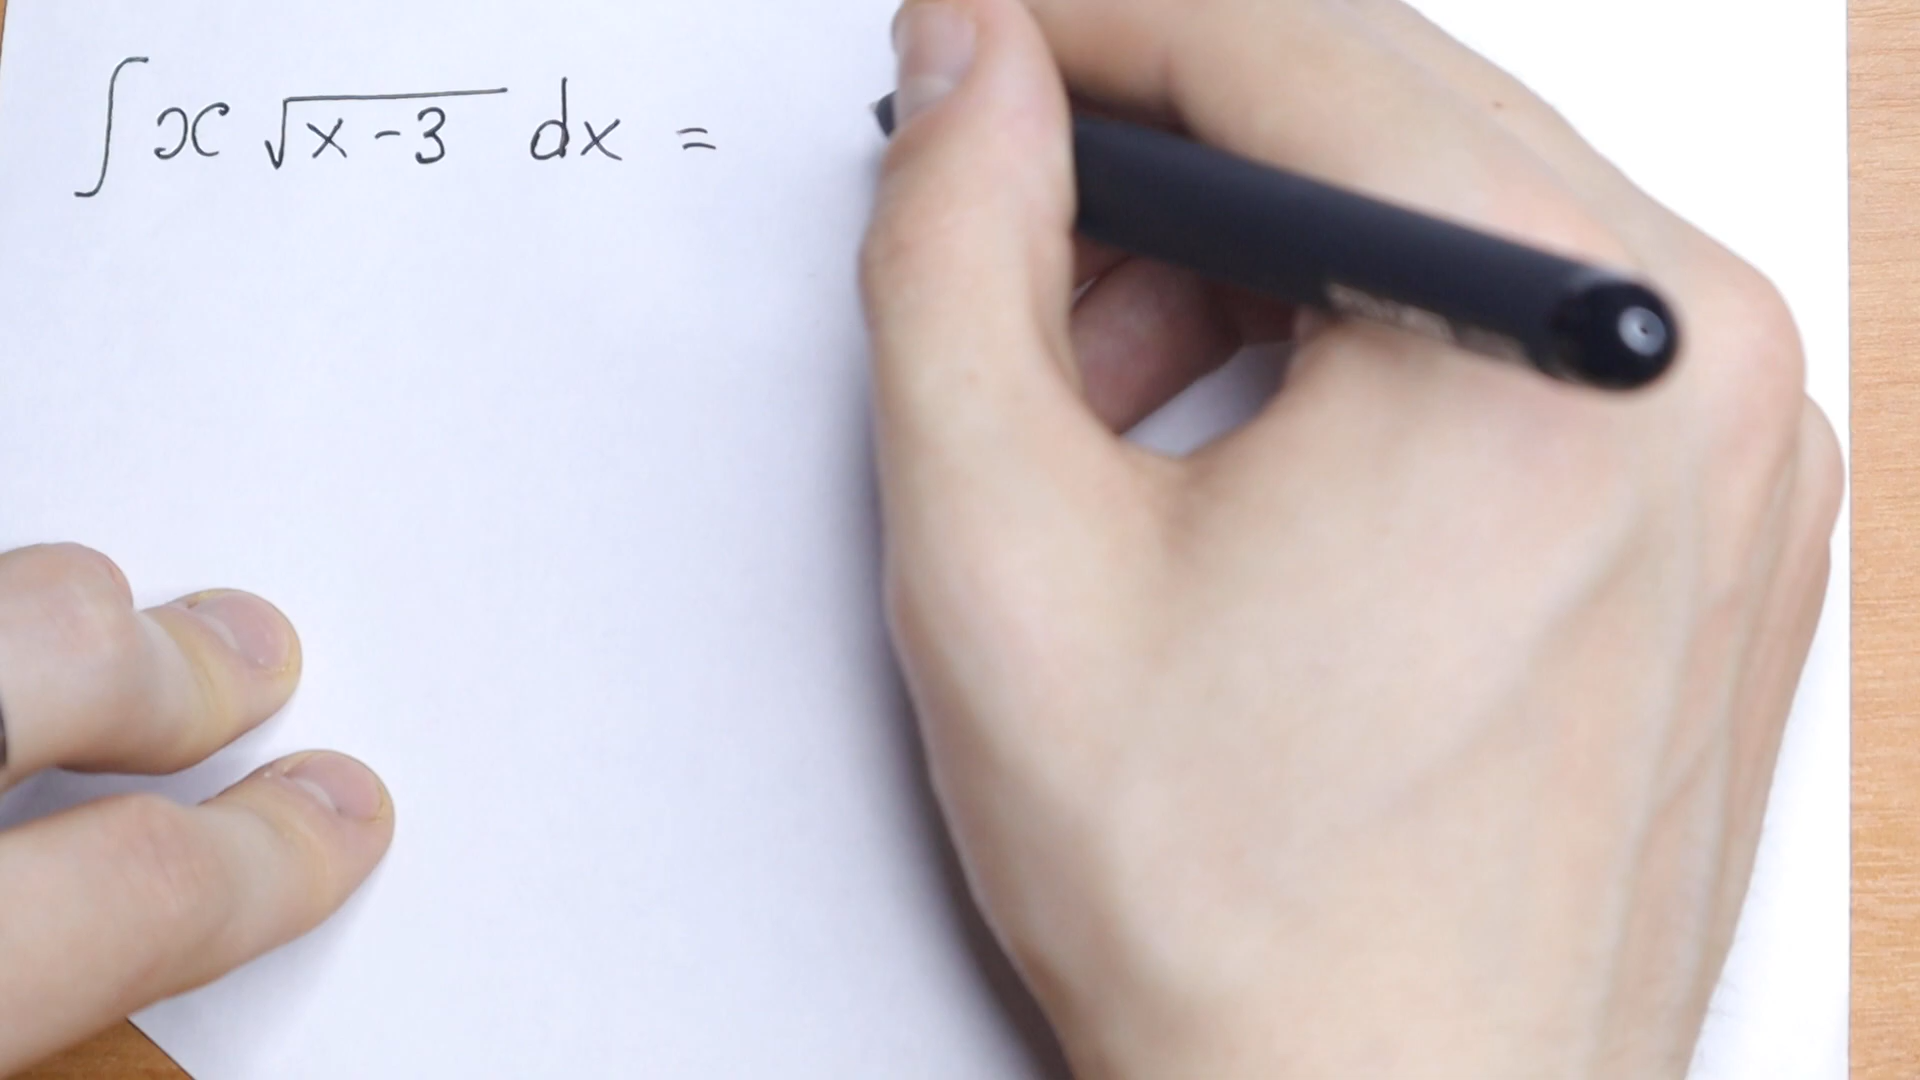 ∫ x √(x-3) dx =